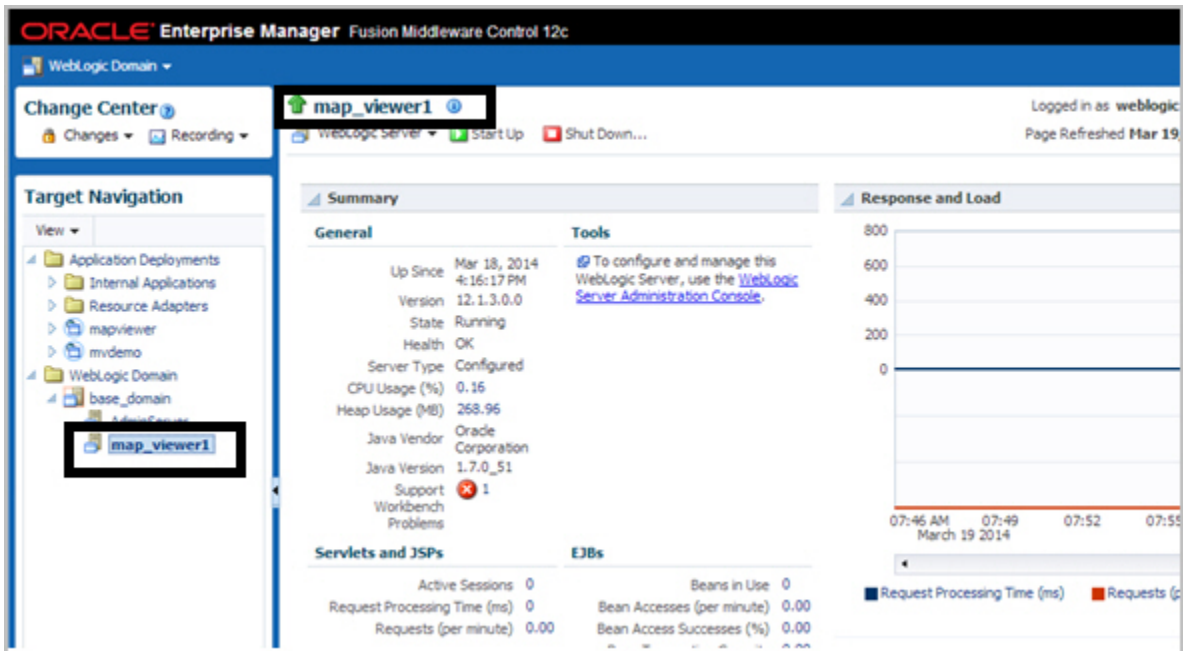 ORACLE Enterprise Manager Fusion Middleware Control 12c
WebLogic Domain
Change Center
Changes Recording
map_viewer1
WebLogic Server Start Up Shut Down...
Logged in as weblogic
Page Refreshed Mar 19,
Target Navigation
View
Application Deployments
Internal Applications
Resource Adapters
mapviewer
mvdemo
WebLogic Domain
base_domain
AdminServer
map_viewer1
Summary
General
Up Since Mar 18, 2014
4:16:17 PM
Version 12.1.3.0.0
State Running
Health OK
Server Type Configured
CPU Usage (%) 0.16
Heap Usage (MB) 268.96
Java Vendor Oracle
Corporation
Java Version 1.7.0_51
Support 1
Workbench
Problems
Tools
To configure and manage this
WebLogic Server, use the WebLogic
Server Administration Console.
Servlets and JSPs
Active Sessions 0
Request Processing Time (ms) 0
Requests (per minute) 0.00
EJBs
Beans in Use 0
Bean Accesses (per minute) 0.00
Bean Access Successes (%) 0.00
Response and Load
800
600
400
200
0
07:46 AM 07:49 07:52 07:55
March 19 2014
Request Processing Time (ms) Requests (p